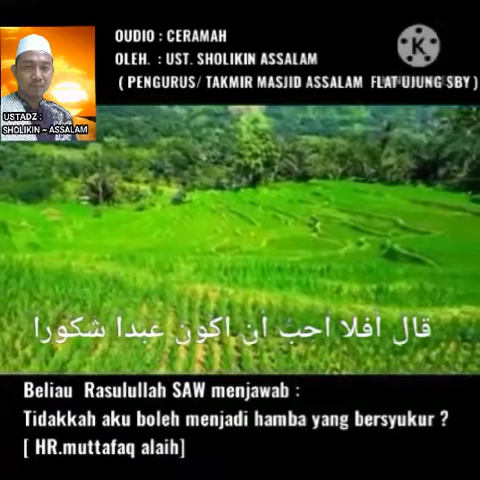 OUDIO : CERAMAH
OLEH. : UST. SHOLIKIN ASSALAM
( PENGURUS/ TAKMIR MASJID ASSALAM FLAT UJUNG SBY )
USTADZ :
SHOLIKIN ~ ASSALAM
قال افلا احب ان اكون عبدا شكورا
Beliau Rasulullah SAW menjawab :
Tidakkah aku boleh menjadi hamba yang bersyukur ?
[ HR.muttafaq alaih]